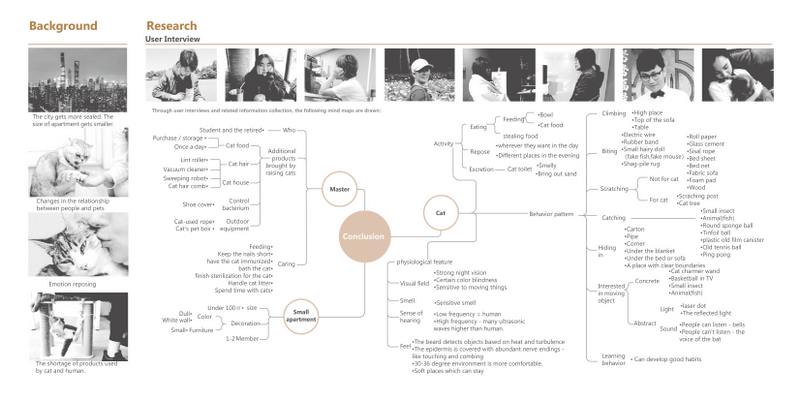 Background
Research
User Interview
The city gets more sealed. The
size of apartment gets smaller.
Changes in the relationship
between people and pets.
Emotion reposing
The shortage of products used
by cat and human.
Through user interviews and related information collection, the following mind maps are drawn:
Conclusion
Master
Student and the retired• Who
Purchase / storage •
Once a day•
Cat food
Lint roller•
Vacuum cleaner•
Cat hair
Sweeping robot•
Cat hair comb•
Cat house
Additional
products
brought by
raising cats
Shoe cover•
Control
bacterium
Cat-used rope•
Cat's pet box •
Outdoor
equipment
Feeding•
Keep the nails short•
have the cat immunized•
bath the cat•
finish sterilization for the cat•
Handle cat litter•
Spend time with cats•
Caring
Small
apartment
Under 100㎡• size
Dull•
White wall•
Color
Small• Furniture
Decoration
1-2 Member
Cat
Activity
Eating
Feeding
•Bowl
•Cat food
stealing food
Repose
•wherever they want in the day
•Different places in the evening
Excretion
Cat toilet
•Smelly
•Bring out sand
physiological feature
Visual field
•Strong night vision
•Certain color blindness
•Sensitive to moving things.
Smell
•Sensitive smell
Sense of
hearing
•Low frequency = human
•High frequency - many ultrasonic
waves higher than human.
Feel
•The beard detects objects based on heat and turbulence
•The epidermis is covered with abundant nerve endings -
like touching and combing
•30-36 degree environment is more comfortable.
•Soft places which can stay
Behavior pattern
Climbing
•High place
•Top of the sofa
•Table
Biting
•Electric wire
•Rubber band
•Small hairy doll
(fake fish,fake mouse)
•Shag-pile rug
Scratching
Not for cat
•Roll paper
•Glass cement
•Sisal rope
•Bed sheet
•Bed net
•Fabric sofa
•Foam pad
•Wood
For cat
•Scraching post
•Cat tree
Catching
•Small insect
•Animal(fish)
•Round sponge ball
•Tinfoil ball
•plastic old film canister
•Old tennis ball
•Ping pong
Hiding
in
•Carton
•Pipe
•Corner
•Under the blanket
•Under the bed or sofa
•A place with clear boundaries
Interested
in moving
object
Concrete
•Cat charmer wand
•Basketball in TV
•Small insect
•Animal(fish)
Abstract
Light
•laser dot
•The reflected light
Sound
•People can listen - bells
•People can't listen - the
voice of the bat
Learning
behavior
• Can develop good habits